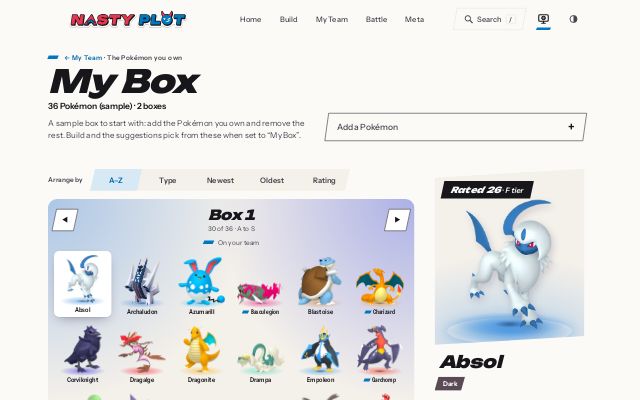 NASTY PLOT
Home Build My Team Battle Meta Search /
← My Team · The Pokémon you own
My Box
36 Pokémon (sample) · 2 boxes
A sample box to start with: add the Pokémon you own and remove the
rest. Build and the suggestions pick from these when set to “My Box”.
Add a Pokémon +
Arrange by A–Z Type Newest Oldest Rating
Box 1
30 of 36 · A to S
On your team
Absol Archaludon Azumarill Basculegion Blastoise Charizard
Corviknight Dragalge Dragonite Drampa Empoleon Garchomp
Rated 26 · F tier
Absol
Dark